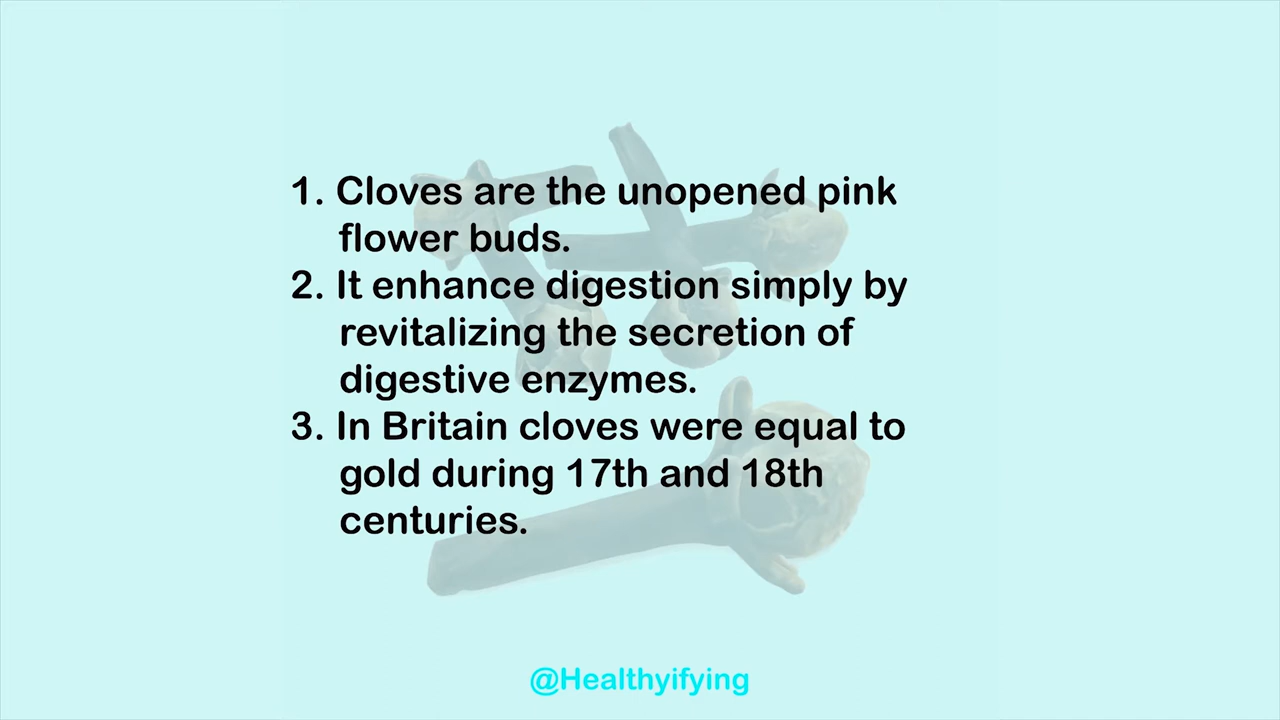 1. Cloves are the unopened pink
flower buds.
2. It enhance digestion simply by
revitalizing the secretion of
digestive enzymes.
3. In Britain cloves were equal to
gold during 17th and 18th
centuries.
@Healthyifying